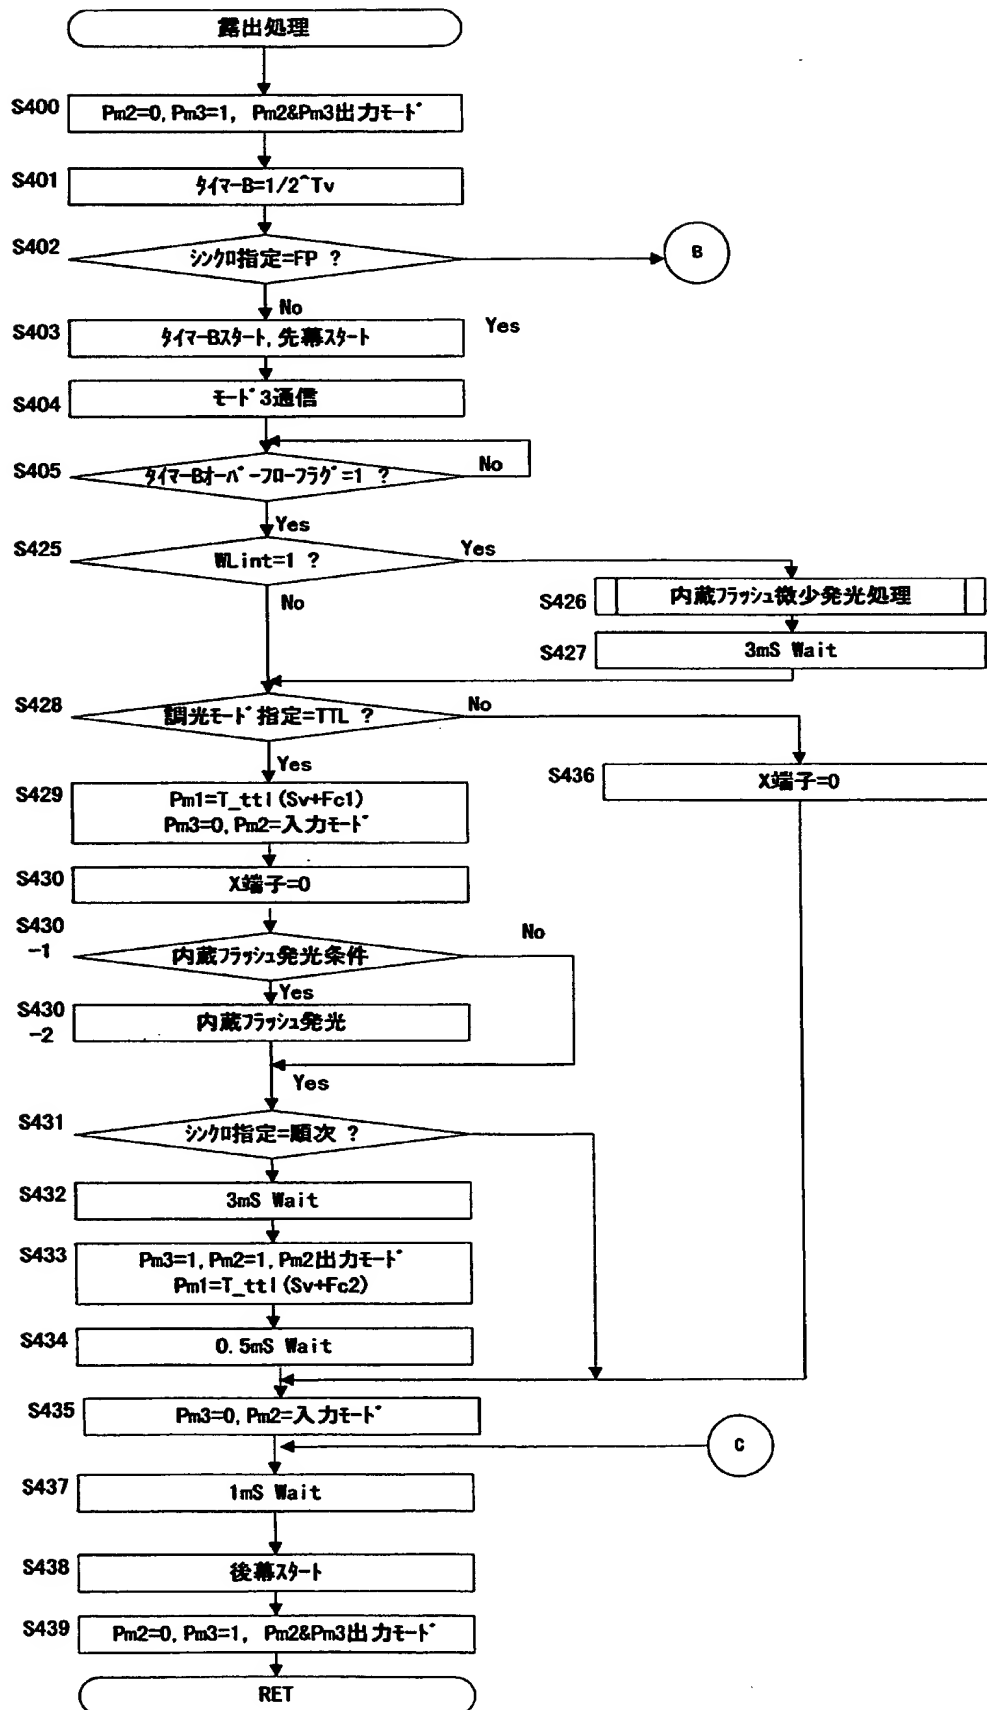 露出処理
S400
Pm2=0, Pm3=1, Pm2&Pm3出力ﾓｰﾄﾞ
S401
ﾀｲﾏｰB=1/2^Tv
S402
ｼﾝｸﾛ指定=FP ?
B
No
Yes
S403
ﾀｲﾏｰBｽﾀｰﾄ, 先幕ｽﾀｰﾄ
S404
ﾓｰﾄﾞ3通信
S405
ﾀｲﾏｰBｵｰﾊﾞｰﾌﾛｰﾌﾗｸﾞ=1 ?
No
Yes
S425
WLint=1 ?
Yes
No
S426
内蔵ﾌﾗｯｼｭ微少発光処理
S427
3mS Wait
S428
調光ﾓｰﾄﾞ指定=TTL ?
No
Yes
S436
X端子=0
S429
Pm1=T_ttl(Sv+Fc1)
Pm3=0, Pm2=入力ﾓｰﾄﾞ
S430
X端子=0
S430
-1
内蔵ﾌﾗｯｼｭ発光条件
No
Yes
S430
-2
内蔵ﾌﾗｯｼｭ発光
Yes
S431
ｼﾝｸﾛ指定=順次 ?
S432
3mS Wait
S433
Pm3=1, Pm2=1, Pm2出力ﾓｰﾄﾞ
Pm1=T_ttl(Sv+Fc2)
S434
0.5mS Wait
S435
Pm3=0, Pm2=入力ﾓｰﾄﾞ
C
S437
1mS Wait
S438
後幕ｽﾀｰﾄ
S439
Pm2=0, Pm3=1, Pm2&Pm3出力ﾓｰﾄﾞ
RET